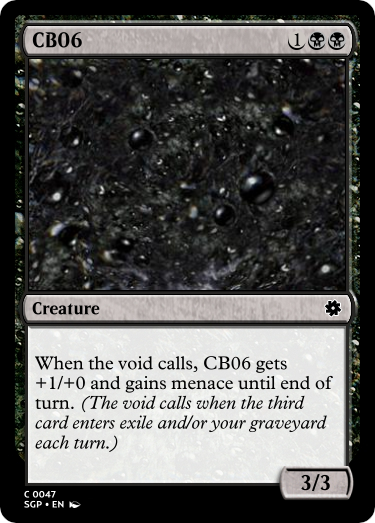 CB06 1
Creature
When the void calls, CB06 gets
+1/+0 and gains menace until end of
turn. (The void calls when the third
card enters exile and/or your graveyard
each turn.)
3/3
C 0047
SGP • EN